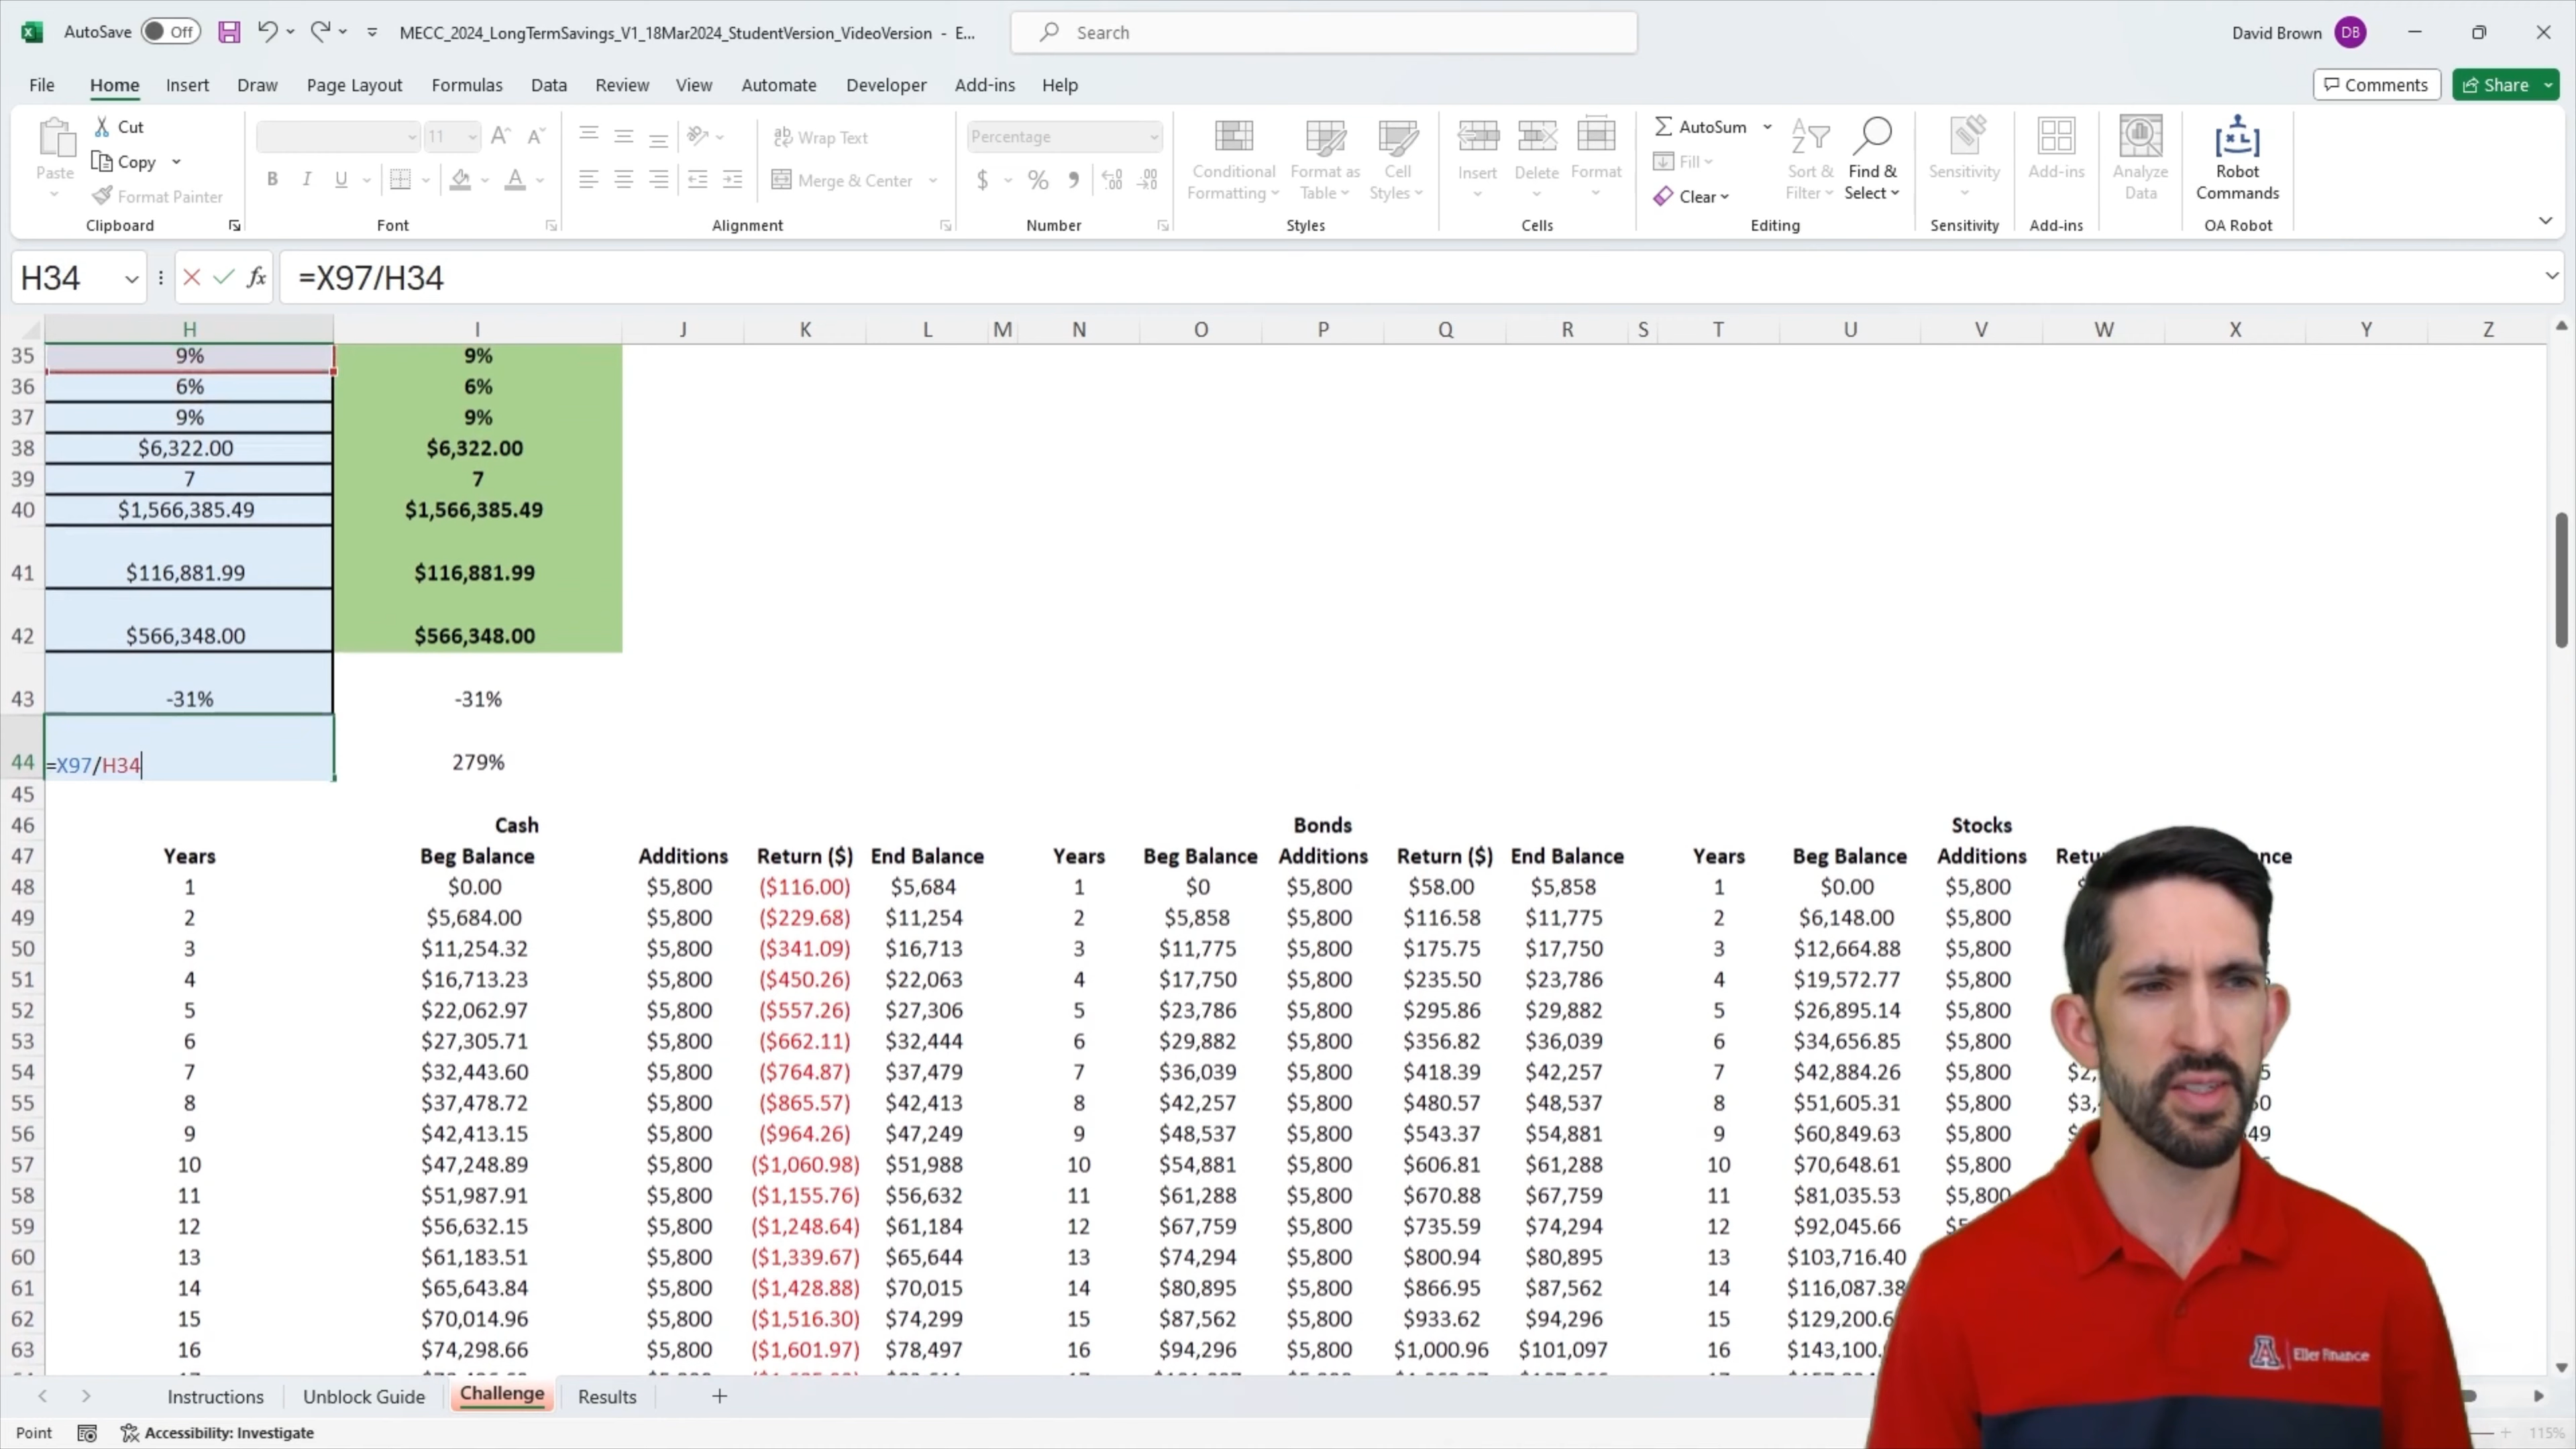 AutoSave Off MECC_2024_LongTermSavings_V1_18Mar2024_StudentVersion_VideoVersion - E... Search David Brown DB
File Home Insert Draw Page Layout Formulas Data Review View Automate Developer Add-ins Help Comments Share
Paste Cut Copy Format Painter Clipboard
11 B I U Font
Wrap Text Merge & Center Alignment
Percentage $ % Number
Conditional Formatting Format as Table Cell Styles Styles
Insert Delete Format Cells
AutoSum Fill Clear Sort & Filter Find & Select Editing
Sensitivity Sensitivity
Add-ins Add-ins
Analyze Data
Robot Commands OA Robot
H34 fx =X97/H34
H I J K L M N O P Q R S T U V W X Y Z
35 9% 9%
36 6% 6%
37 9% 9%
38 $6,322.00 $6,322.00
39 7 7
40 $1,566,385.49 $1,566,385.49
41 $116,881.99 $116,881.99
42 $566,348.00 $566,348.00
43 -31% -31%
44 =X97/H34 279%
45
46 Cash Bonds Stocks
47 Years Beg Balance Additions Return ($) End Balance Years Beg Balance Additions Return ($) End Balance Years Beg Balance Additions
48 1 $0.00 $5,800 ($116.00) $5,684 1 $0 $5,800 $58.00 $5,858 1 $0.00 $5,800
49 2 $5,684.00 $5,800 ($229.68) $11,254 2 $5,858 $5,800 $116.58 $11,775 2 $6,148.00 $5,800
50 3 $11,254.32 $5,800 ($341.09) $16,713 3 $11,775 $5,800 $175.75 $17,750 3 $12,664.88 $5,800
51 4 $16,713.23 $5,800 ($450.26) $22,063 4 $17,750 $5,800 $235.50 $23,786 4 $19,572.77 $5,800
52 5 $22,062.97 $5,800 ($557.26) $27,306 5 $23,786 $5,800 $295.86 $29,882 5 $26,895.14 $5,800
53 6 $27,305.71 $5,800 ($662.11) $32,444 6 $29,882 $5,800 $356.82 $36,039 6 $34,656.85 $5,800
54 7 $32,443.60 $5,800 ($764.87) $37,479 7 $36,039 $5,800 $418.39 $42,257 7 $42,884.26 $5,800
55 8 $37,478.72 $5,800 ($865.57) $42,413 8 $42,257 $5,800 $480.57 $48,537 8 $51,605.31 $5,800
56 9 $42,413.15 $5,800 ($964.26) $47,249 9 $48,537 $5,800 $543.37 $54,881 9 $60,849.63 $5,800
57 10 $47,248.89 $5,800 ($1,060.98) $51,988 10 $54,881 $5,800 $606.81 $61,288 10 $70,648.61 $5,800
58 11 $51,987.91 $5,800 ($1,155.76) $56,632 11 $61,288 $5,800 $670.88 $67,759 11 $81,035.53 $5,800
59 12 $56,632.15 $5,800 ($1,248.64) $61,184 12 $67,759 $5,800 $735.59 $74,294 12 $92,045.66
60 13 $61,183.51 $5,800 ($1,339.67) $65,644 13 $74,294 $5,800 $800.94 $80,895 13 $103,716.40
61 14 $65,643.84 $5,800 ($1,428.88) $70,015 14 $80,895 $5,800 $866.95 $87,562 14 $116,087.38
62 15 $70,014.96 $5,800 ($1,516.30) $74,299 15 $87,562 $5,800 $933.62 $94,296 15 $129,200.6
63 16 $74,298.66 $5,800 ($1,601.97) $78,497 16 $94,296 $5,800 $1,000.96 $101,097 16 $143,100.
A Eller Finance
Instructions Unblock Guide Challenge Results
Point Accessibility: Investigate 115%